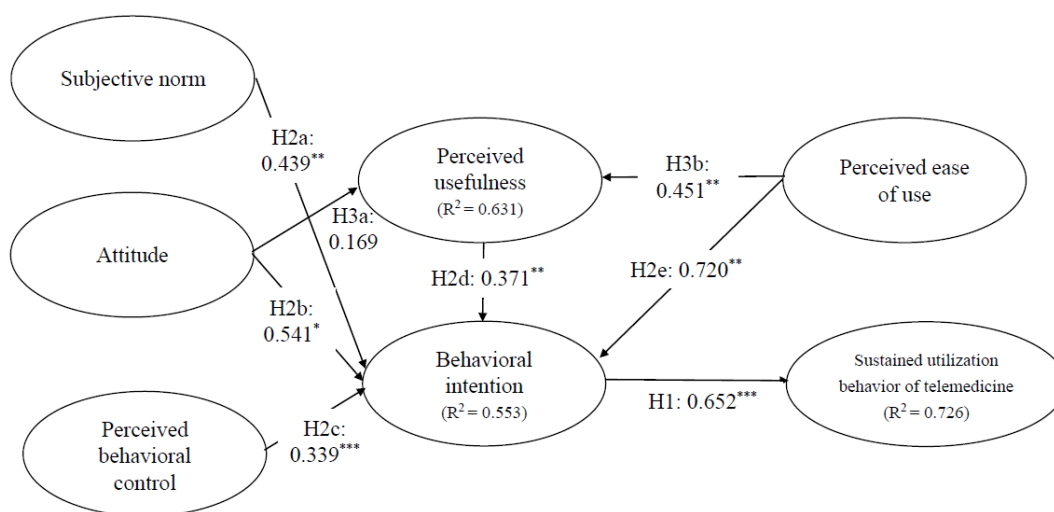 Subjective norm
H2a:
0.439**
Perceived
usefulness
(R² = 0.631)
H3b:
0.451**
Perceived ease
of use
Attitude
H3a:
0.169
H2d: 0.371**
H2e: 0.720**
H2b:
0.541*
Behavioral
intention
(R² = 0.553)
Sustained utilization
behavior of telemedicine
(R² = 0.726)
H1: 0.652***
Perceived
behavioral
control
H2c:
0.339***